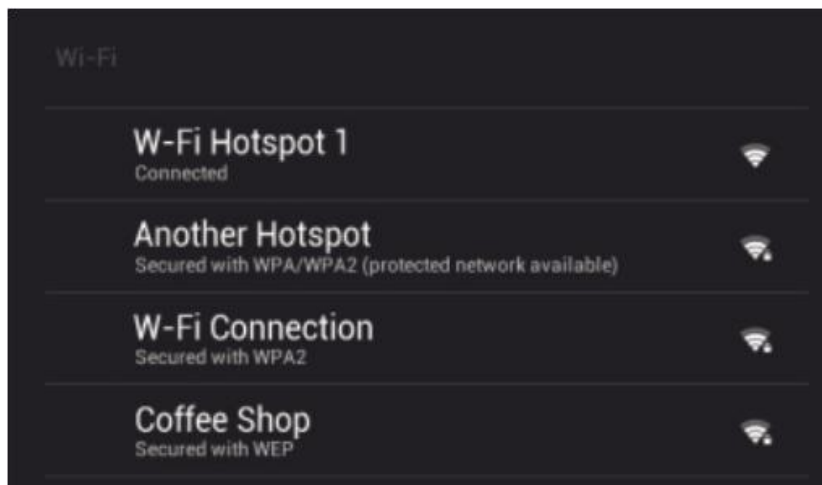 Wi-Fi
W-Fi Hotspot 1
Connected
Another Hotspot
Secured with WPA/WPA2 (protected network available)
W-Fi Connection
Secured with WPA2
Coffee Shop
Secured with WEP